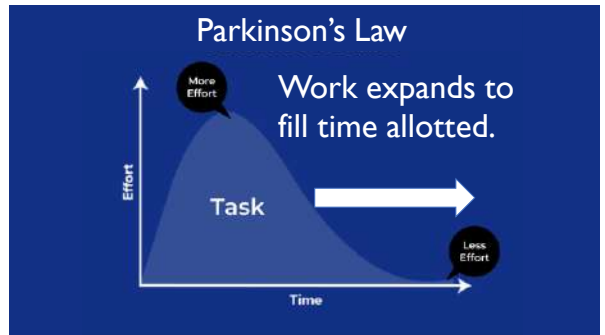 Parkinson's Law
Work expands to
fill time allotted.
More
Effort
Effort
Task
Less
Effort
Time